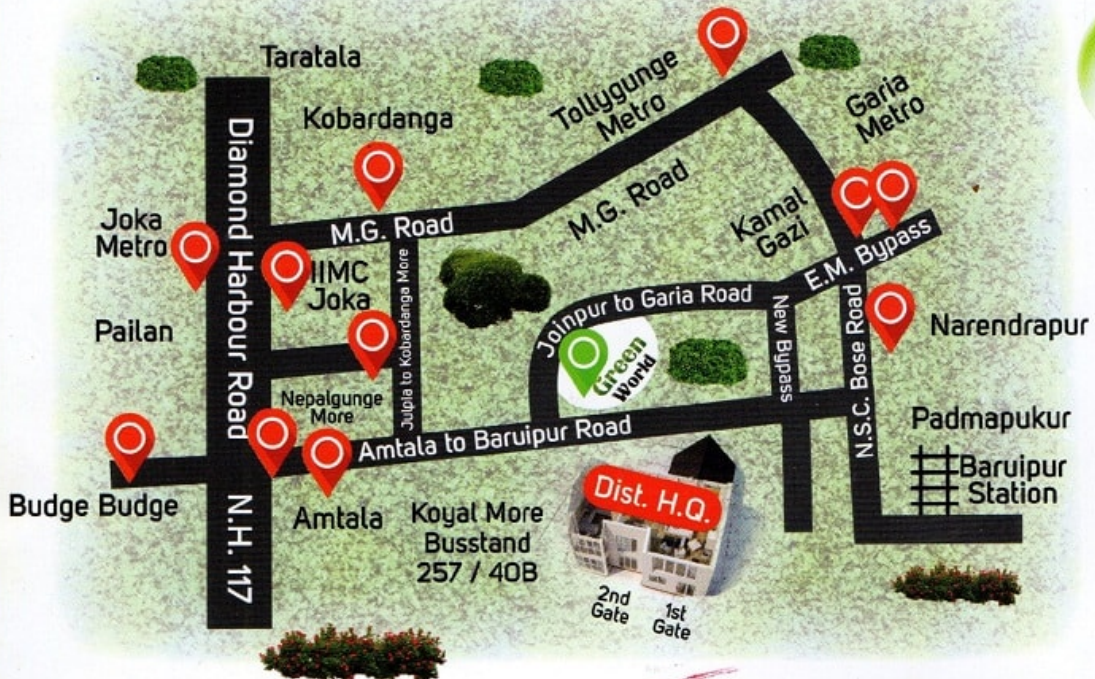 Taratala
Kobardanga
Tollygunge
Metro
Garia
Metro
Diamond Harbour Road
N.H. 117
Joka
Metro
M.G. Road
M.G. Road
Kamal
Gazi
E.M. Bypass
IIMC
Joka
Pailan
Julpia to Kobardanga More
Joinpur to Garia Road
New Bypass
N.S.C. Bose Road
Narendrapur
Green
World
Nepalgunge
More
Amtala to Baruipur Road
Padmapukur
Baruipur
Station
Budge Budge
Amtala
Koyal More
Busstand
257 / 40B
Dist. H.Q.
2nd
Gate
1st
Gate